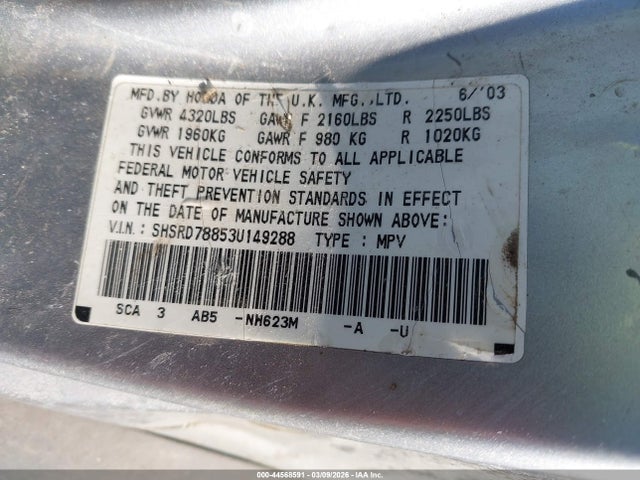 MFD.BY HONDA OF THE U.K. MFG.,LTD. 6/'03
GVWR 4320LBS GAWR F 2160LBS R 2250LBS
GVWR 1960KG GAWR F 980 KG R 1020KG
THIS VEHICLE CONFORMS TO ALL APPLICABLE
FEDERAL MOTOR VEHICLE SAFETY
AND THEFT PREVENTION STANDARDS IN EFFECT
ON THE DATE OF MANUFACTURE SHOWN ABOVE:
V.I.N.: SHSRD78853U149288 TYPE : MPV
SCA 3 AB5 -NH623M -A -U
000-44568591 - 03/09/2026 - IAA Inc.